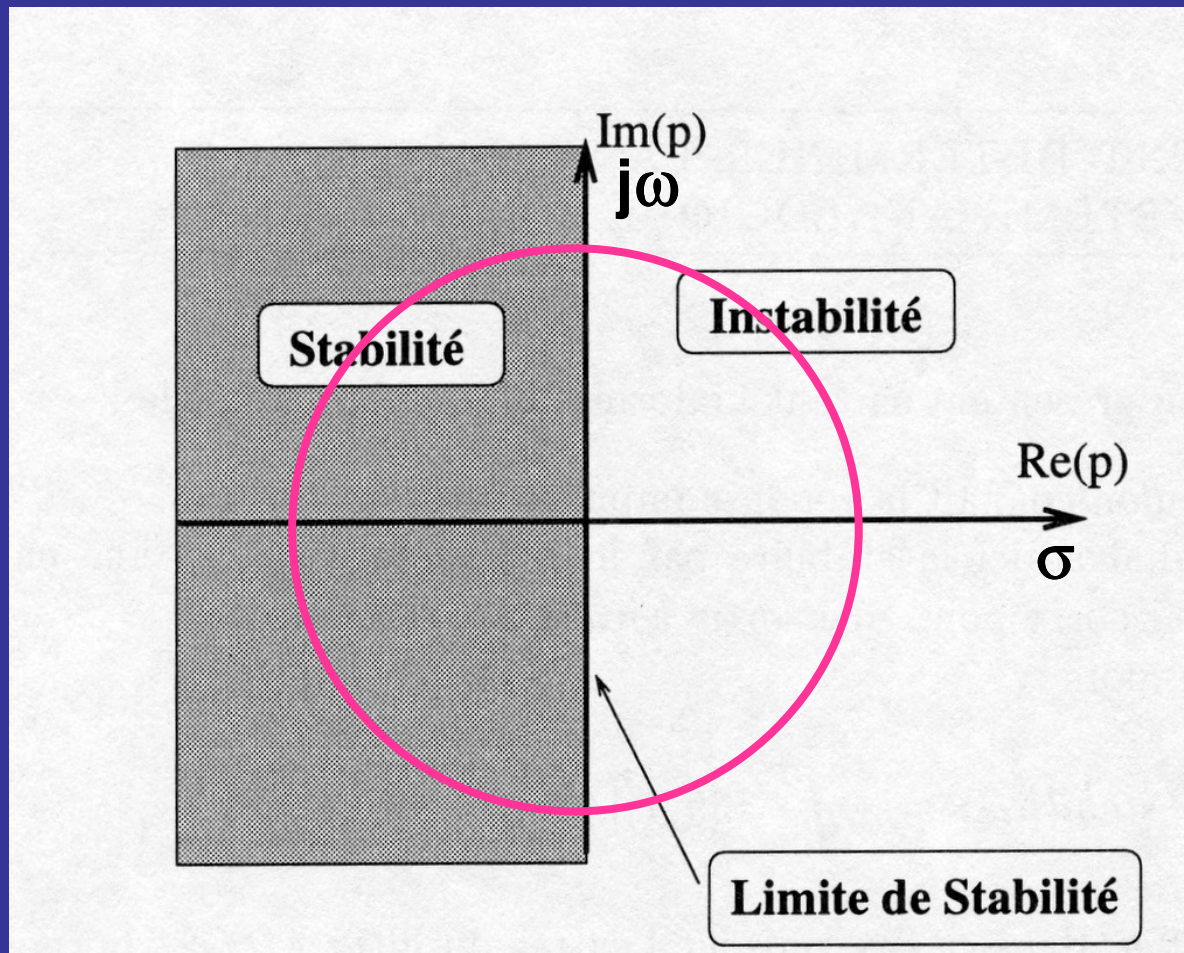 Im(p)
jω
Stabilité
Instabilité
Re(p)
σ
Limite de Stabilité